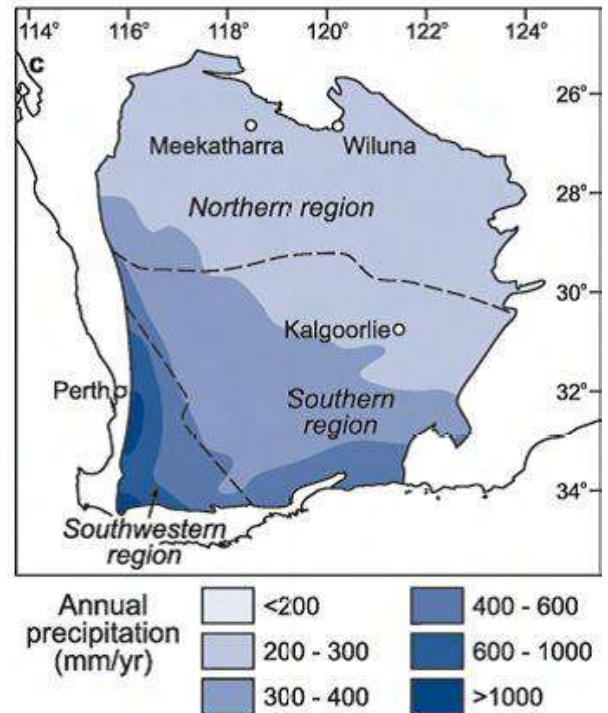 114° 116° 118° 120° 122° 124°
C
26°
Meekatharra Wiluna
28°
Northern region
30°
Kalgoorlie
Perth
32°
Southern
region
34°
Southwestern
region
Annual
precipitation
(mm/yr)
<200
200 - 300
300 - 400
400 - 600
600 - 1000
>1000